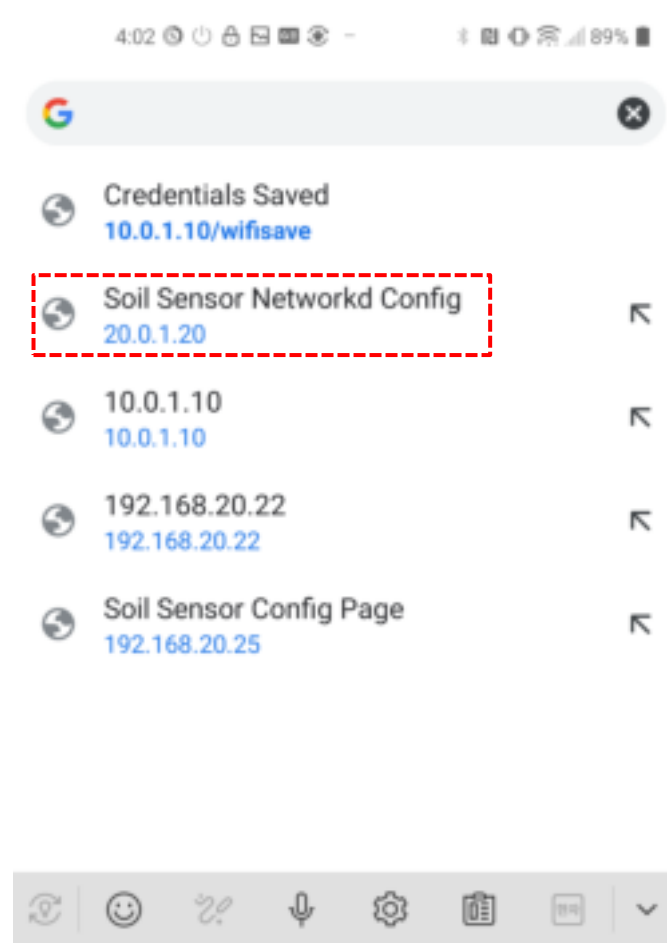 4:02
89%
Credentials Saved
10.0.1.10/wifisave
Soil Sensor Networkd Config
20.0.1.20
10.0.1.10
10.0.1.10
192.168.20.22
192.168.20.22
Soil Sensor Config Page
192.168.20.25